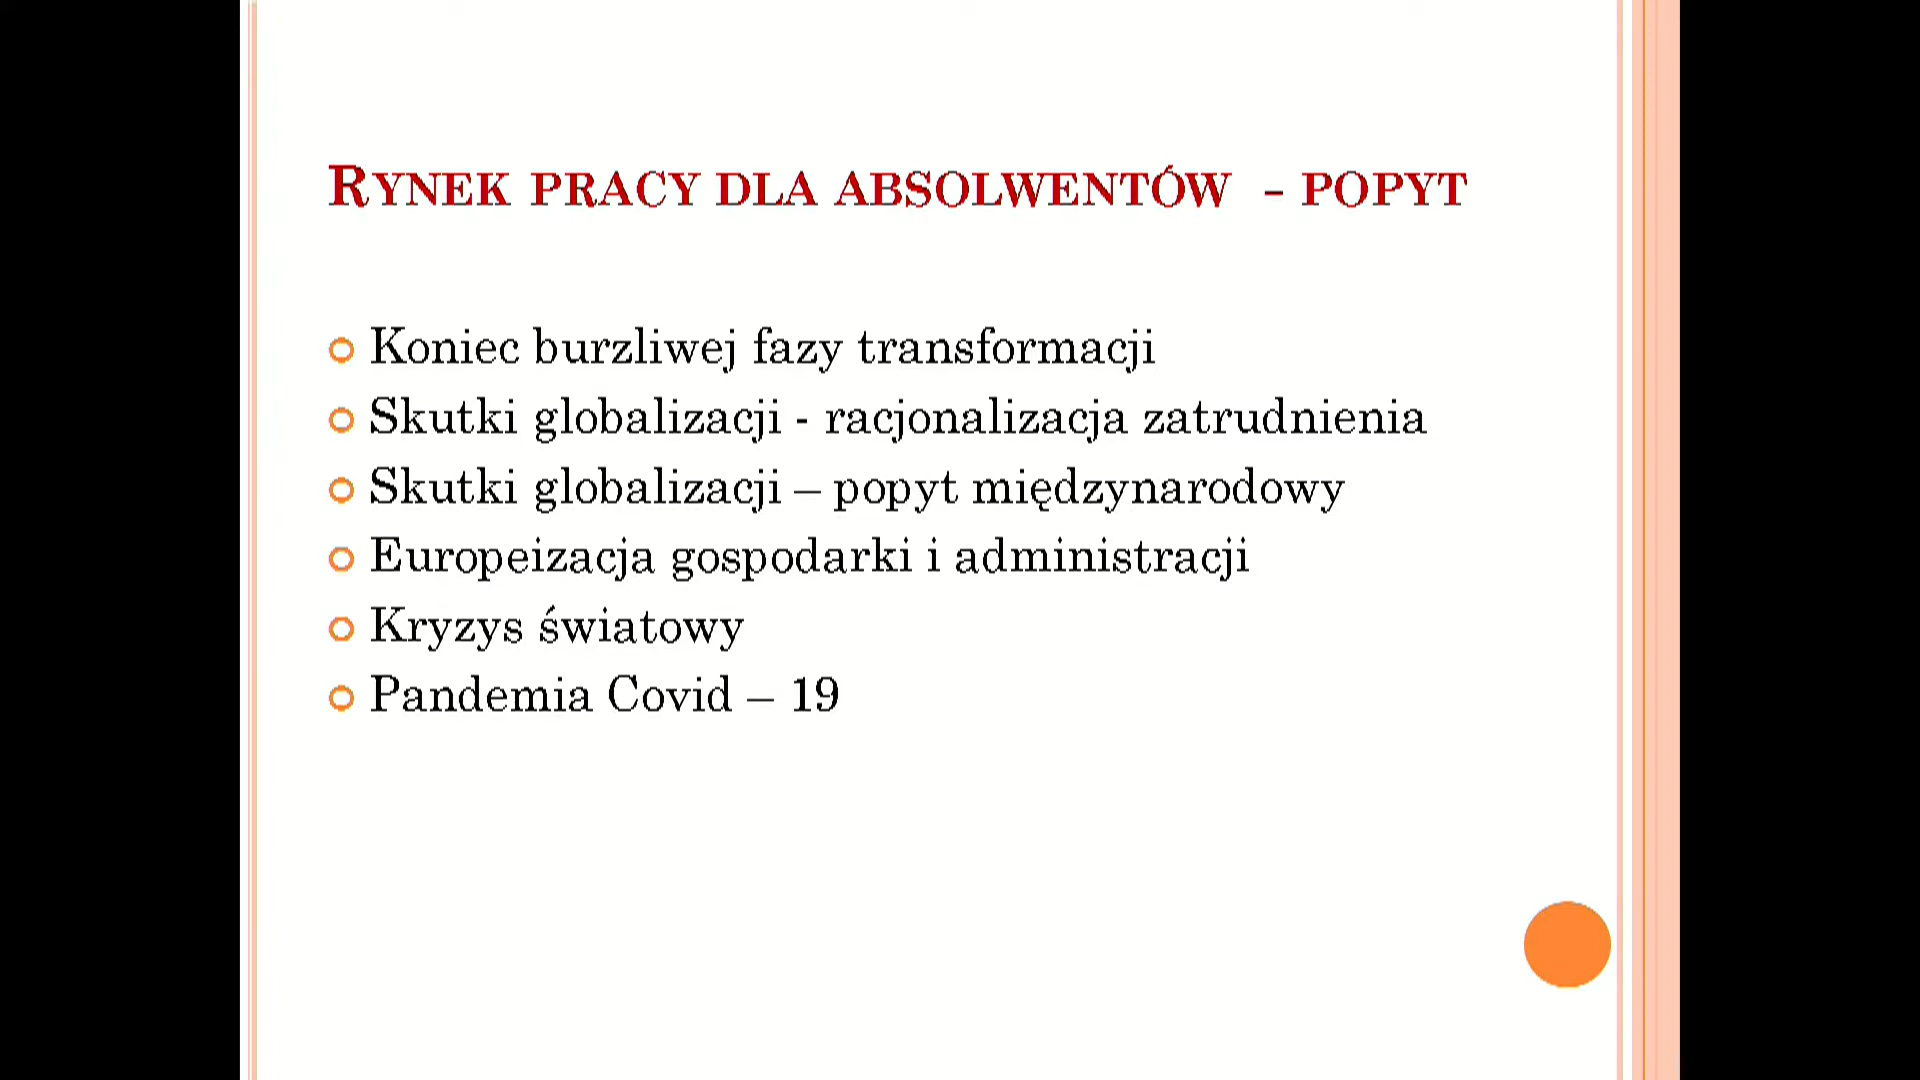 Rynek pracy dla absolwentów – popyt
Koniec burzliwej fazy transformacji
Skutki globalizacji - racjonalizacja zatrudnienia
Skutki globalizacji – popyt międzynarodowy
Europeizacja gospodarki i administracji
Kryzys światowy
Pandemia Covid – 19